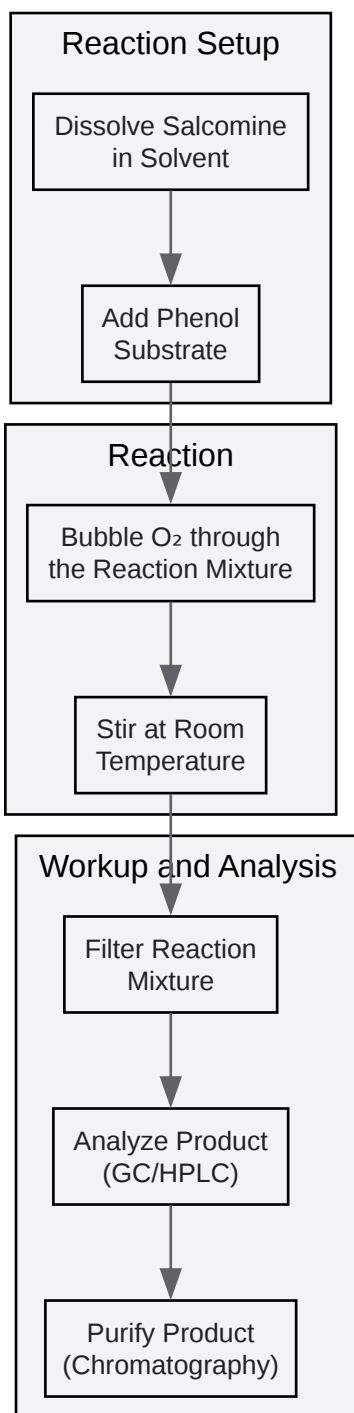 Reaction Setup
Dissolve Salcomine
in Solvent
Add Phenol
Substrate
Reaction
Bubble O₂ through
the Reaction Mixture
Stir at Room
Temperature
Workup and Analysis
Filter Reaction
Mixture
Analyze Product
(GC/HPLC)
Purify Product
(Chromatography)